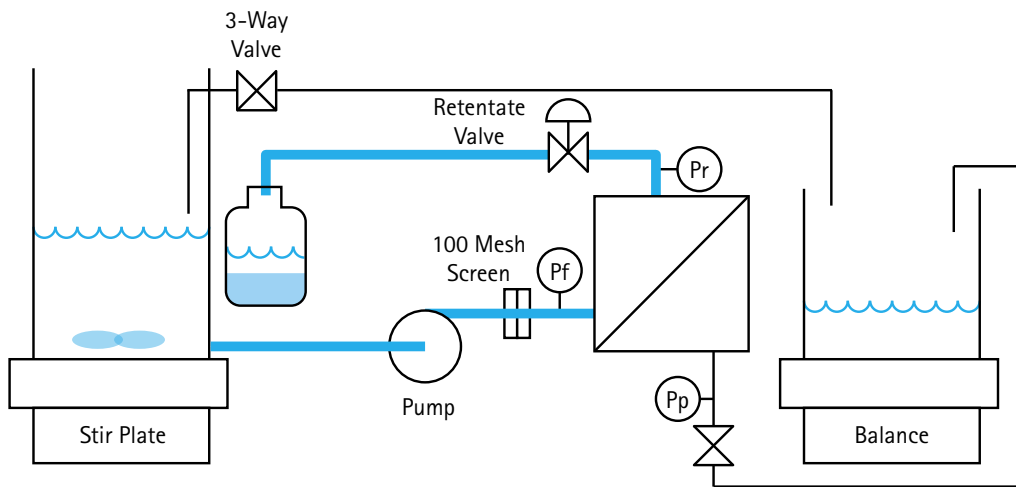 3-Way
Valve
Retentate
Valve
Pr
100 Mesh
Screen
Pf
Pump
Pp
Stir Plate
Balance